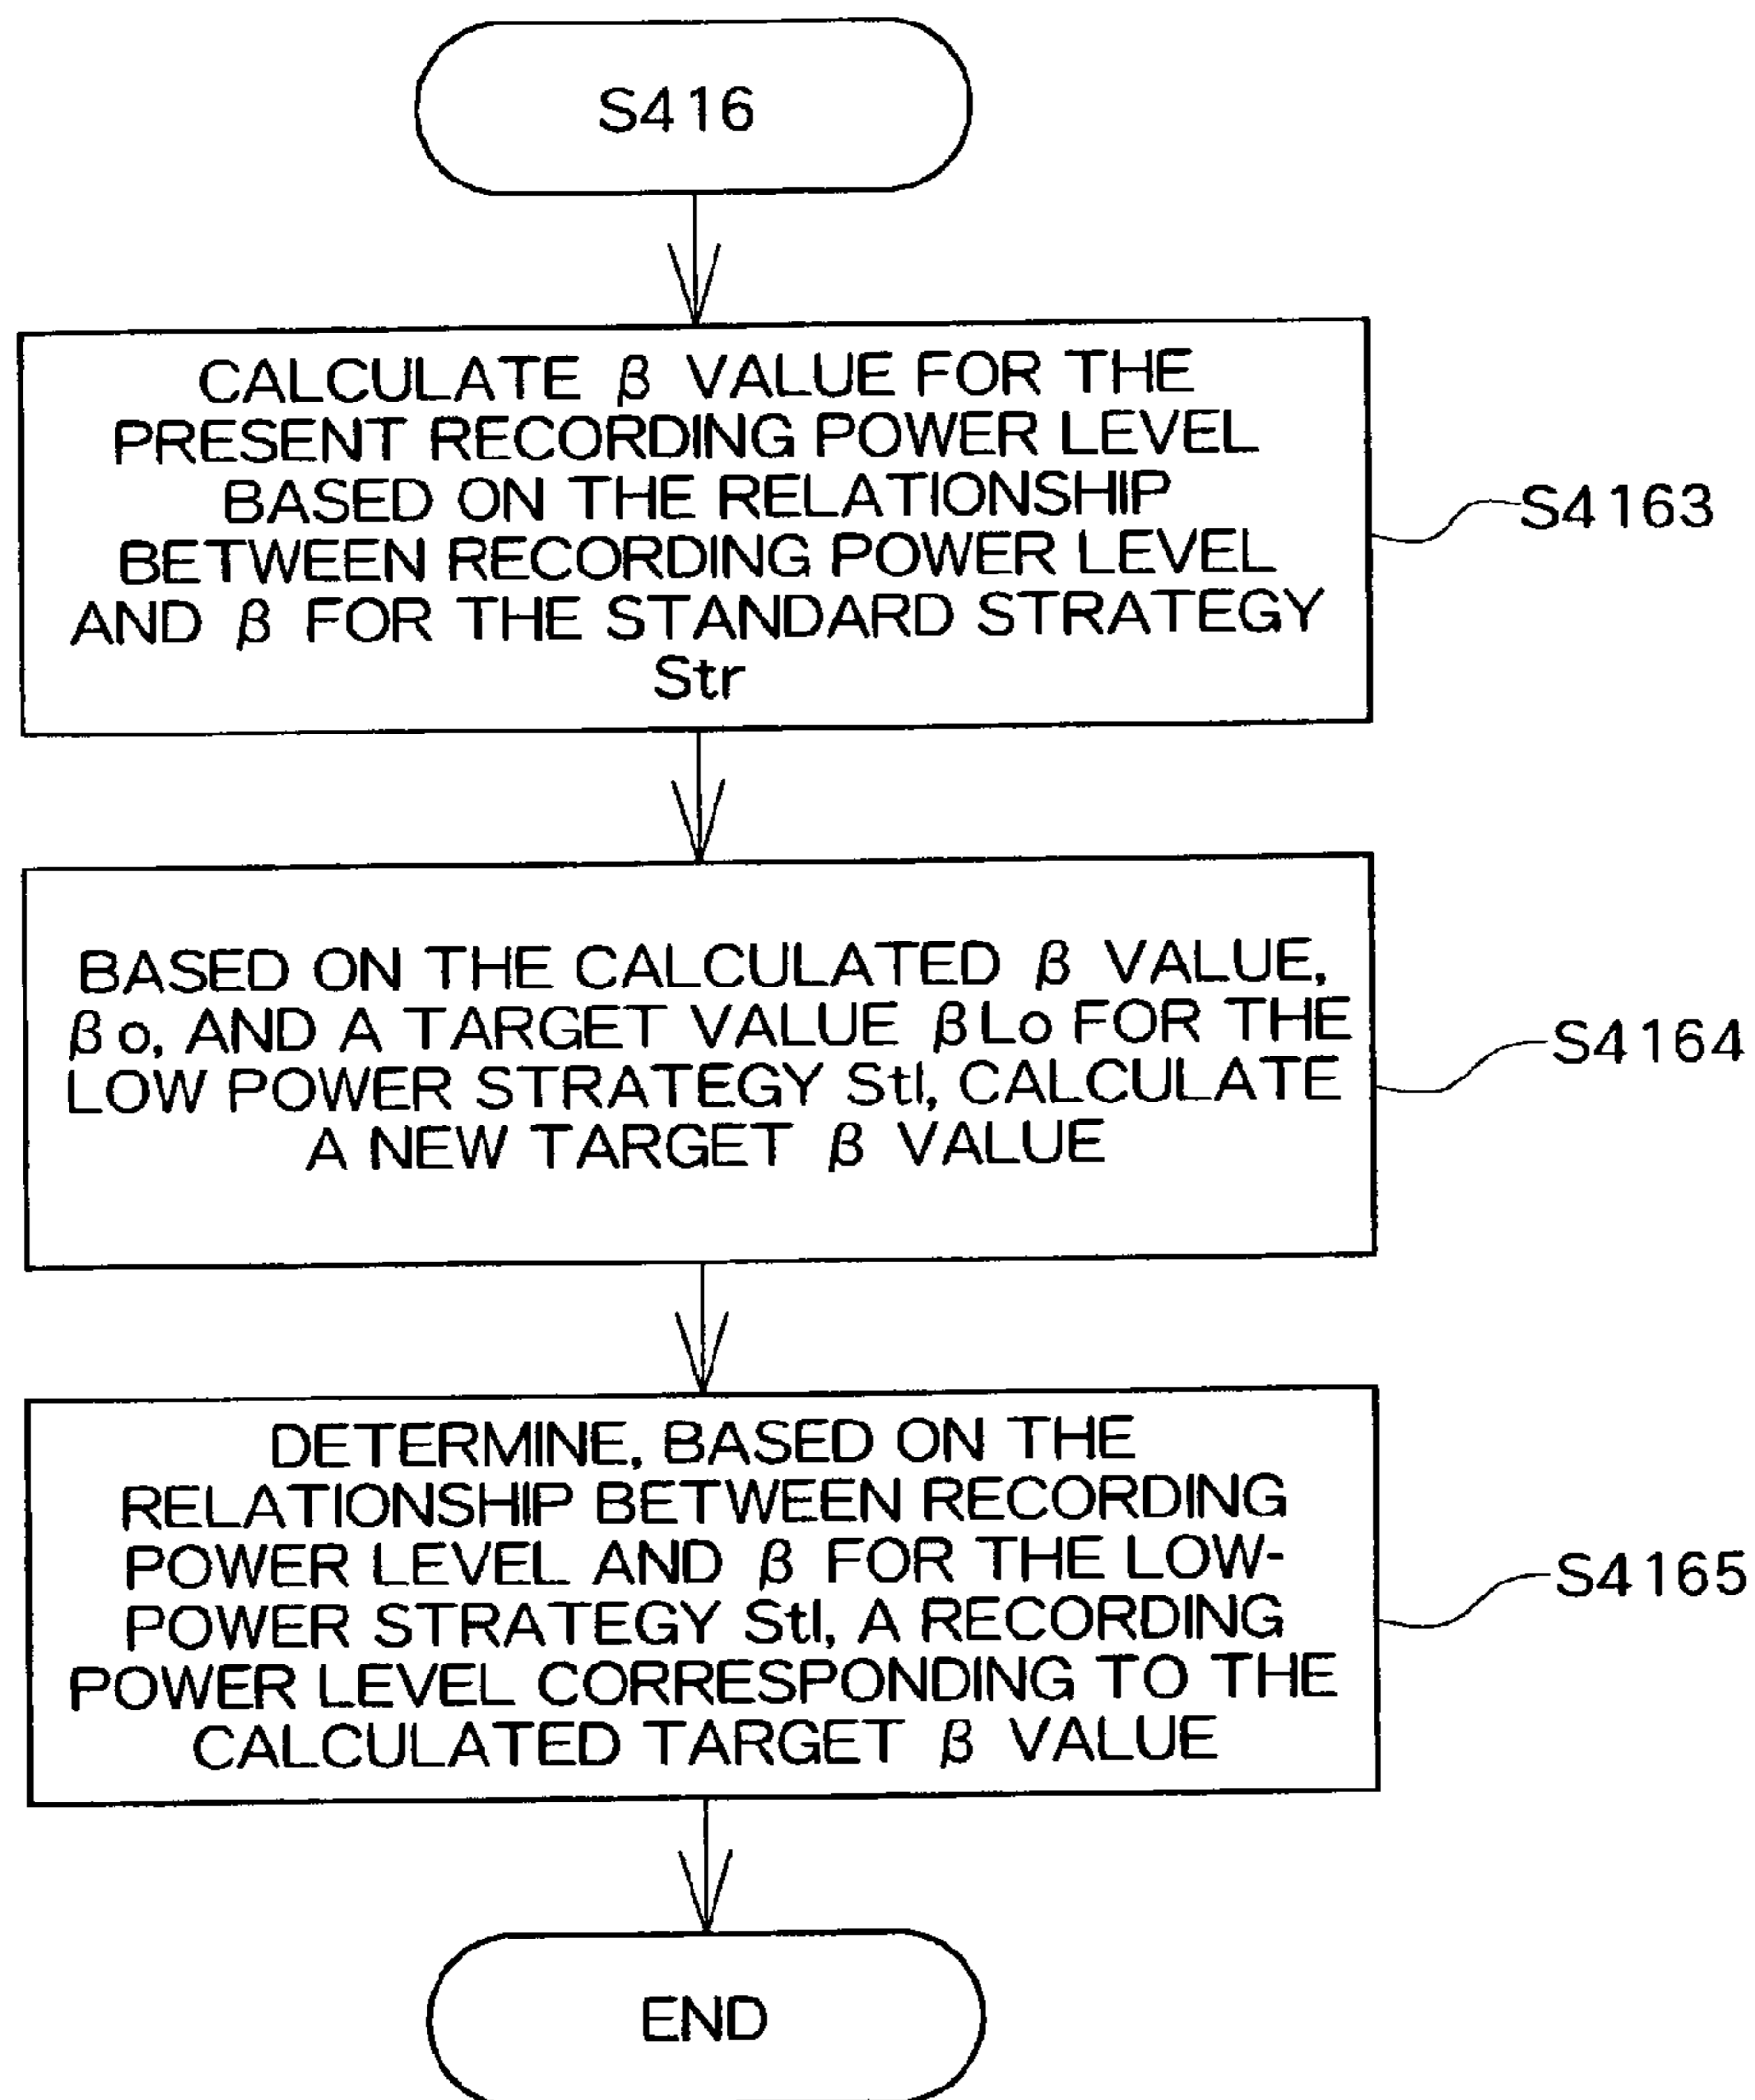 S416
CALCULATE β VALUE FOR THE
PRESENT RECORDING POWER LEVEL
BASED ON THE RELATIONSHIP
BETWEEN RECORDING POWER LEVEL
AND β FOR THE STANDARD STRATEGY
Str
S4163
BASED ON THE CALCULATED β VALUE,
βo, AND A TARGET VALUE βLo FOR THE
LOW POWER STRATEGY Stl, CALCULATE
A NEW TARGET β VALUE
S4164
DETERMINE, BASED ON THE
RELATIONSHIP BETWEEN RECORDING
POWER LEVEL AND β FOR THE LOW-
POWER STRATEGY Stl, A RECORDING
POWER LEVEL CORRESPONDING TO THE
CALCULATED TARGET β VALUE
S4165
END